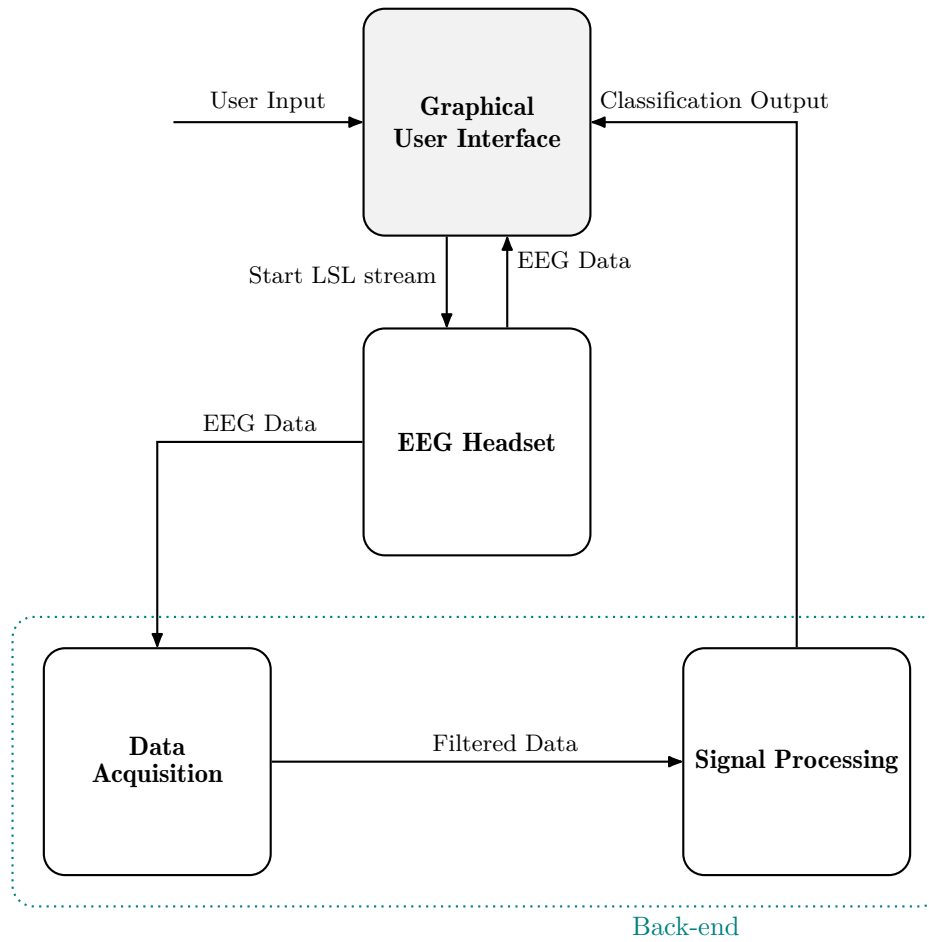 User Input
Graphical
User Interface
Classification Output
Start LSL stream
EEG Data
EEG Data
EEG Headset
Data
Acquisition
Filtered Data
Signal Processing
Back-end